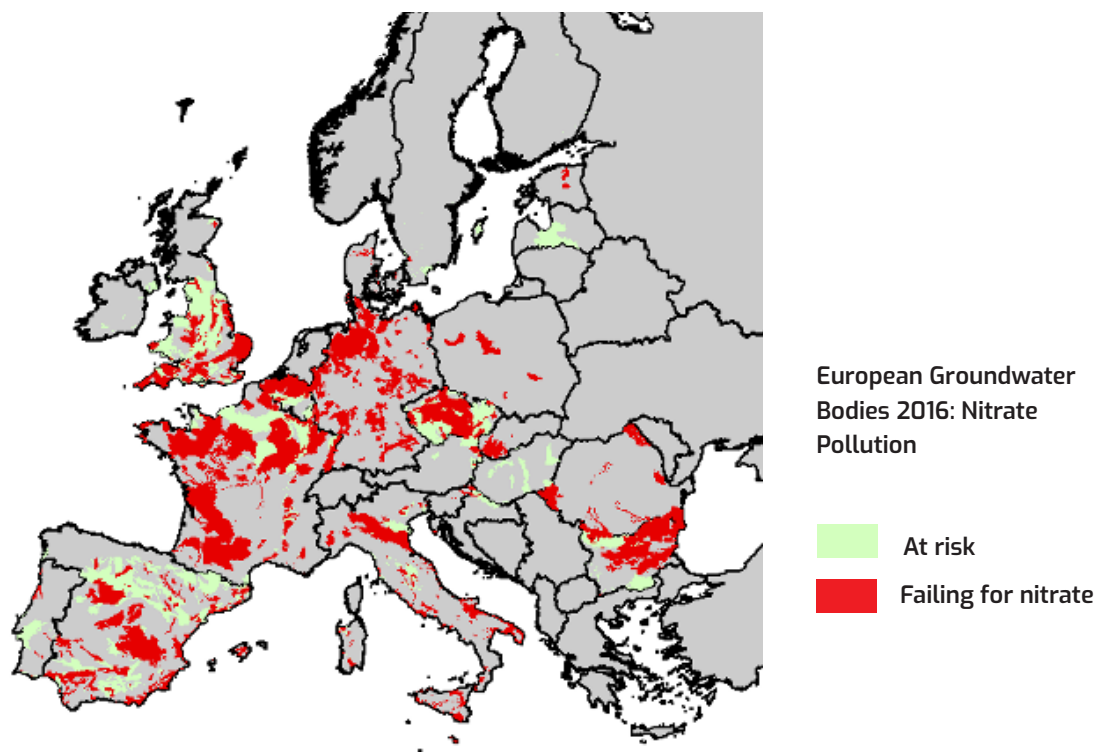 European Groundwater
Bodies 2016: Nitrate
Pollution
At risk
Failing for nitrate